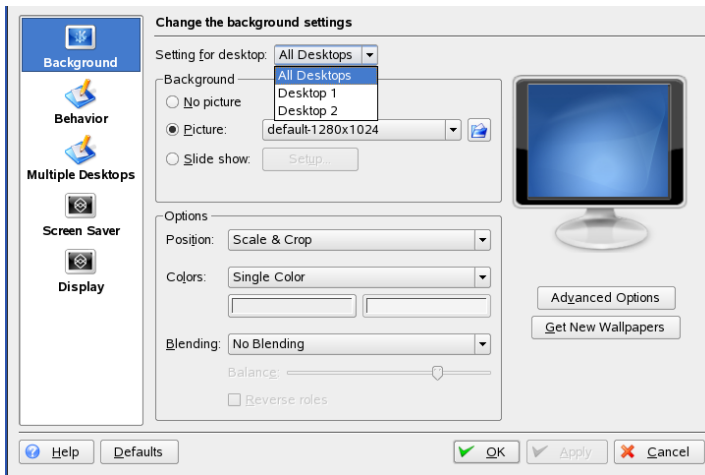 Change the background settings
Background
Behavior
Multiple Desktops
Screen Saver
Display
Setting for desktop: All Desktops
All Desktops
Desktop 1
Desktop 2
Background
No picture
Picture: default-1280x1024
Slide show: Setup...
Options
Position: Scale & Crop
Colors: Single Color
Blending: No Blending
Balance:
Reverse roles
Advanced Options
Get New Wallpapers
Help Defaults OK Apply Cancel